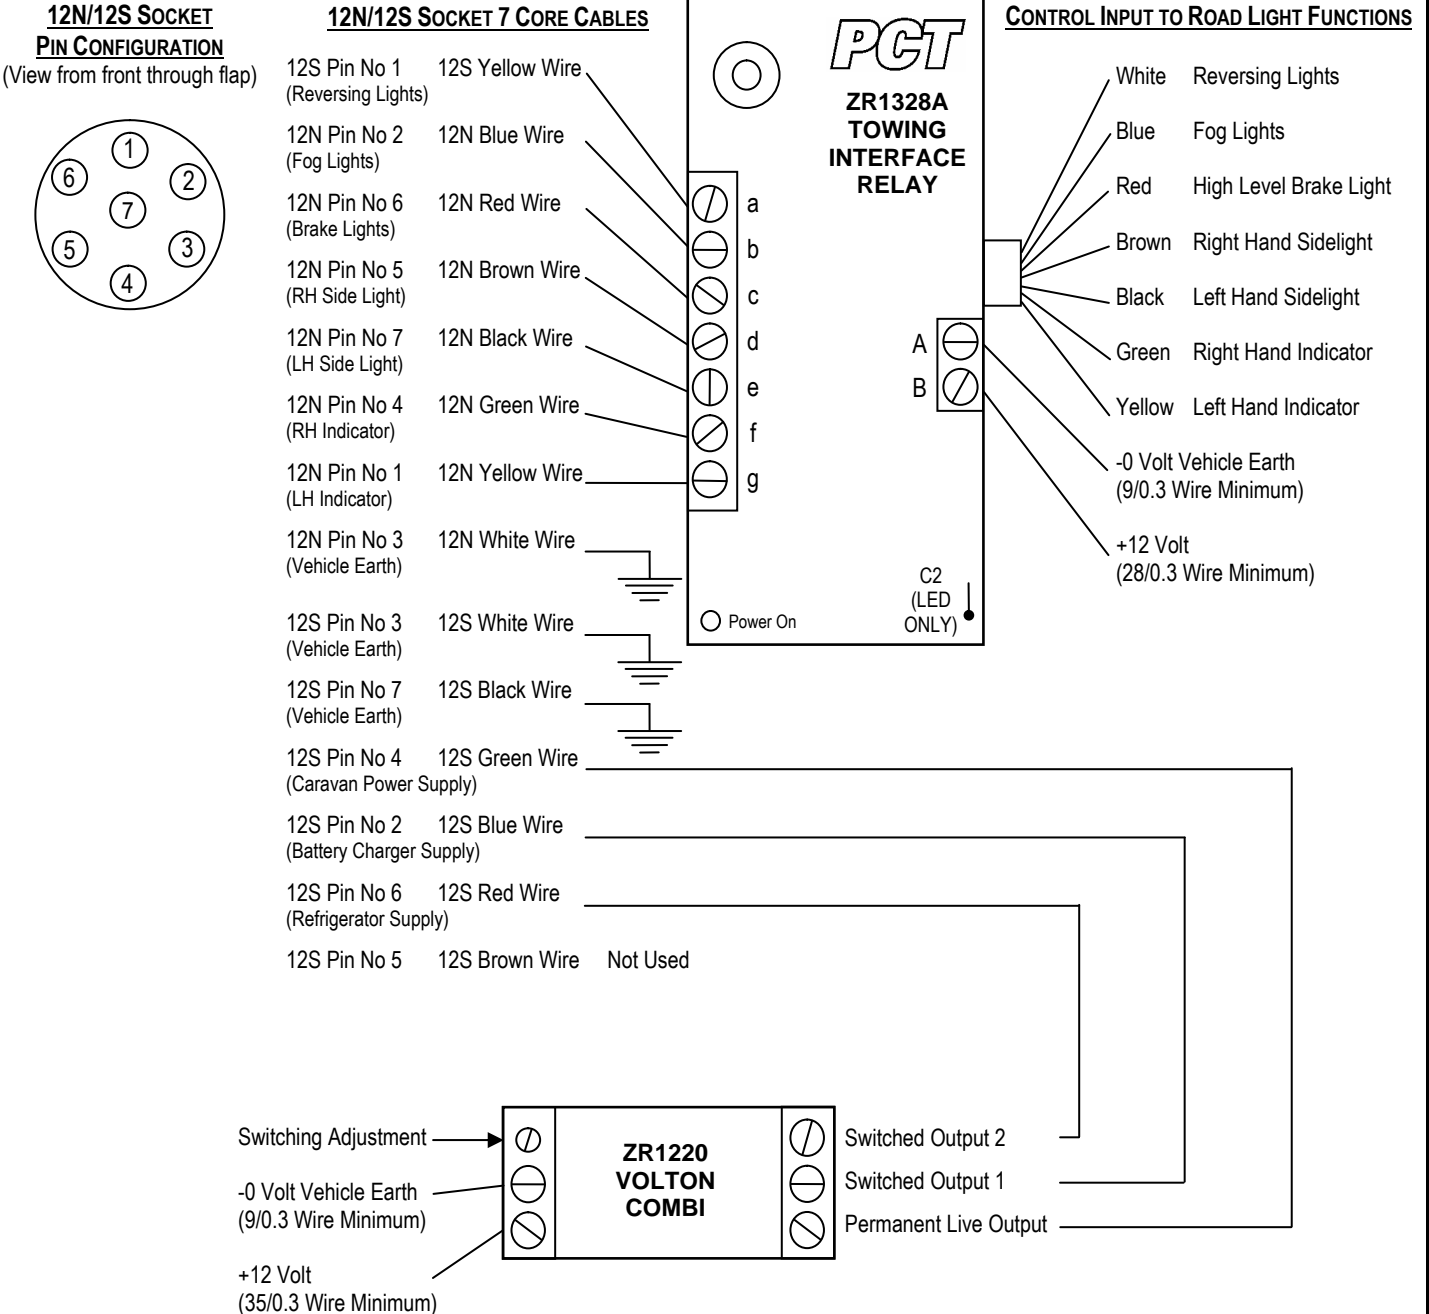 12N/12S SOCKET
PIN CONFIGURATION
(View from front through flap)
1
6
2
7
5
3
4
12N/12S SOCKET 7 CORE CABLES
12S Pin No 1 12S Yellow Wire
(Reversing Lights)
12N Pin No 2 12N Blue Wire
(Fog Lights)
12N Pin No 6 12N Red Wire
(Brake Lights)
12N Pin No 5 12N Brown Wire
(RH Side Light)
12N Pin No 7 12N Black Wire
(LH Side Light)
12N Pin No 4 12N Green Wire
(RH Indicator)
12N Pin No 1 12N Yellow Wire
(LH Indicator)
12N Pin No 3 12N White Wire
(Vehicle Earth)
12S Pin No 3 12S White Wire
(Vehicle Earth)
12S Pin No 7 12S Black Wire
(Vehicle Earth)
12S Pin No 4 12S Green Wire
(Caravan Power Supply)
12S Pin No 2 12S Blue Wire
(Battery Charger Supply)
12S Pin No 6 12S Red Wire
(Refrigerator Supply)
12S Pin No 5 12S Brown Wire Not Used
PCT
ZR1328A
TOWING
INTERFACE
RELAY
a
b
c
d
e
f
g
A
B
C2
(LED
ONLY)
Power On
CONTROL INPUT TO ROAD LIGHT FUNCTIONS
White Reversing Lights
Blue Fog Lights
Red High Level Brake Light
Brown Right Hand Sidelight
Black Left Hand Sidelight
Green Right Hand Indicator
Yellow Left Hand Indicator
-0 Volt Vehicle Earth
(9/0.3 Wire Minimum)
+12 Volt
(28/0.3 Wire Minimum)
Switching Adjustment
-0 Volt Vehicle Earth
(9/0.3 Wire Minimum)
+12 Volt
(35/0.3 Wire Minimum)
ZR1220
VOLTON
COMBI
Switched Output 2
Switched Output 1
Permanent Live Output